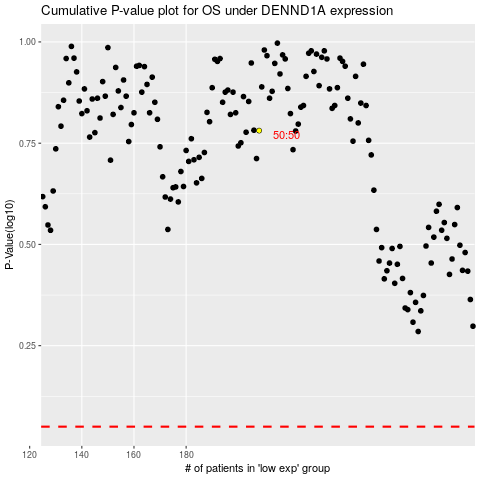 Cumulative P-value plot for OS under DENND1A expression
P-Value(log10)
1.00
0.75
0.50
0.25
50:50
120 140 160 180
# of patients in 'low exp' group